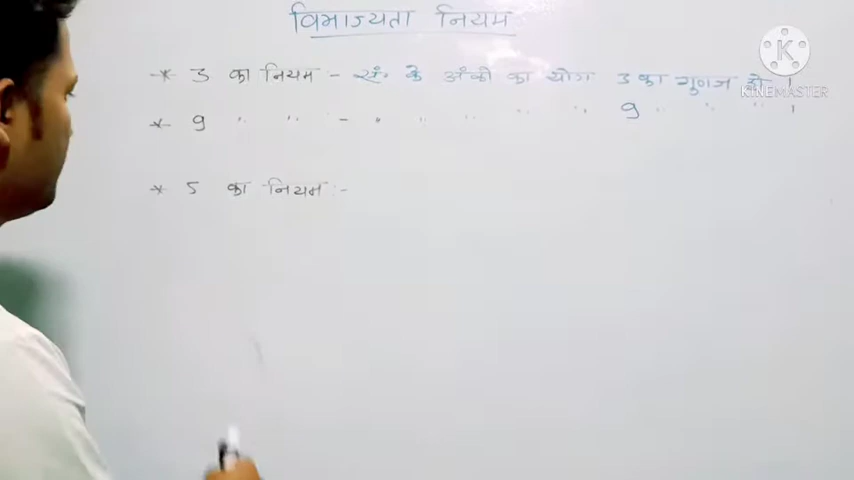 विभाज्यता नियम
* 3 का नियम - सं. के अंको का योग 3 का गुणज हो।
* 9 " " - " " " " " 9 " " " ।
* 5 का नियम :-
K
KINEMASTER